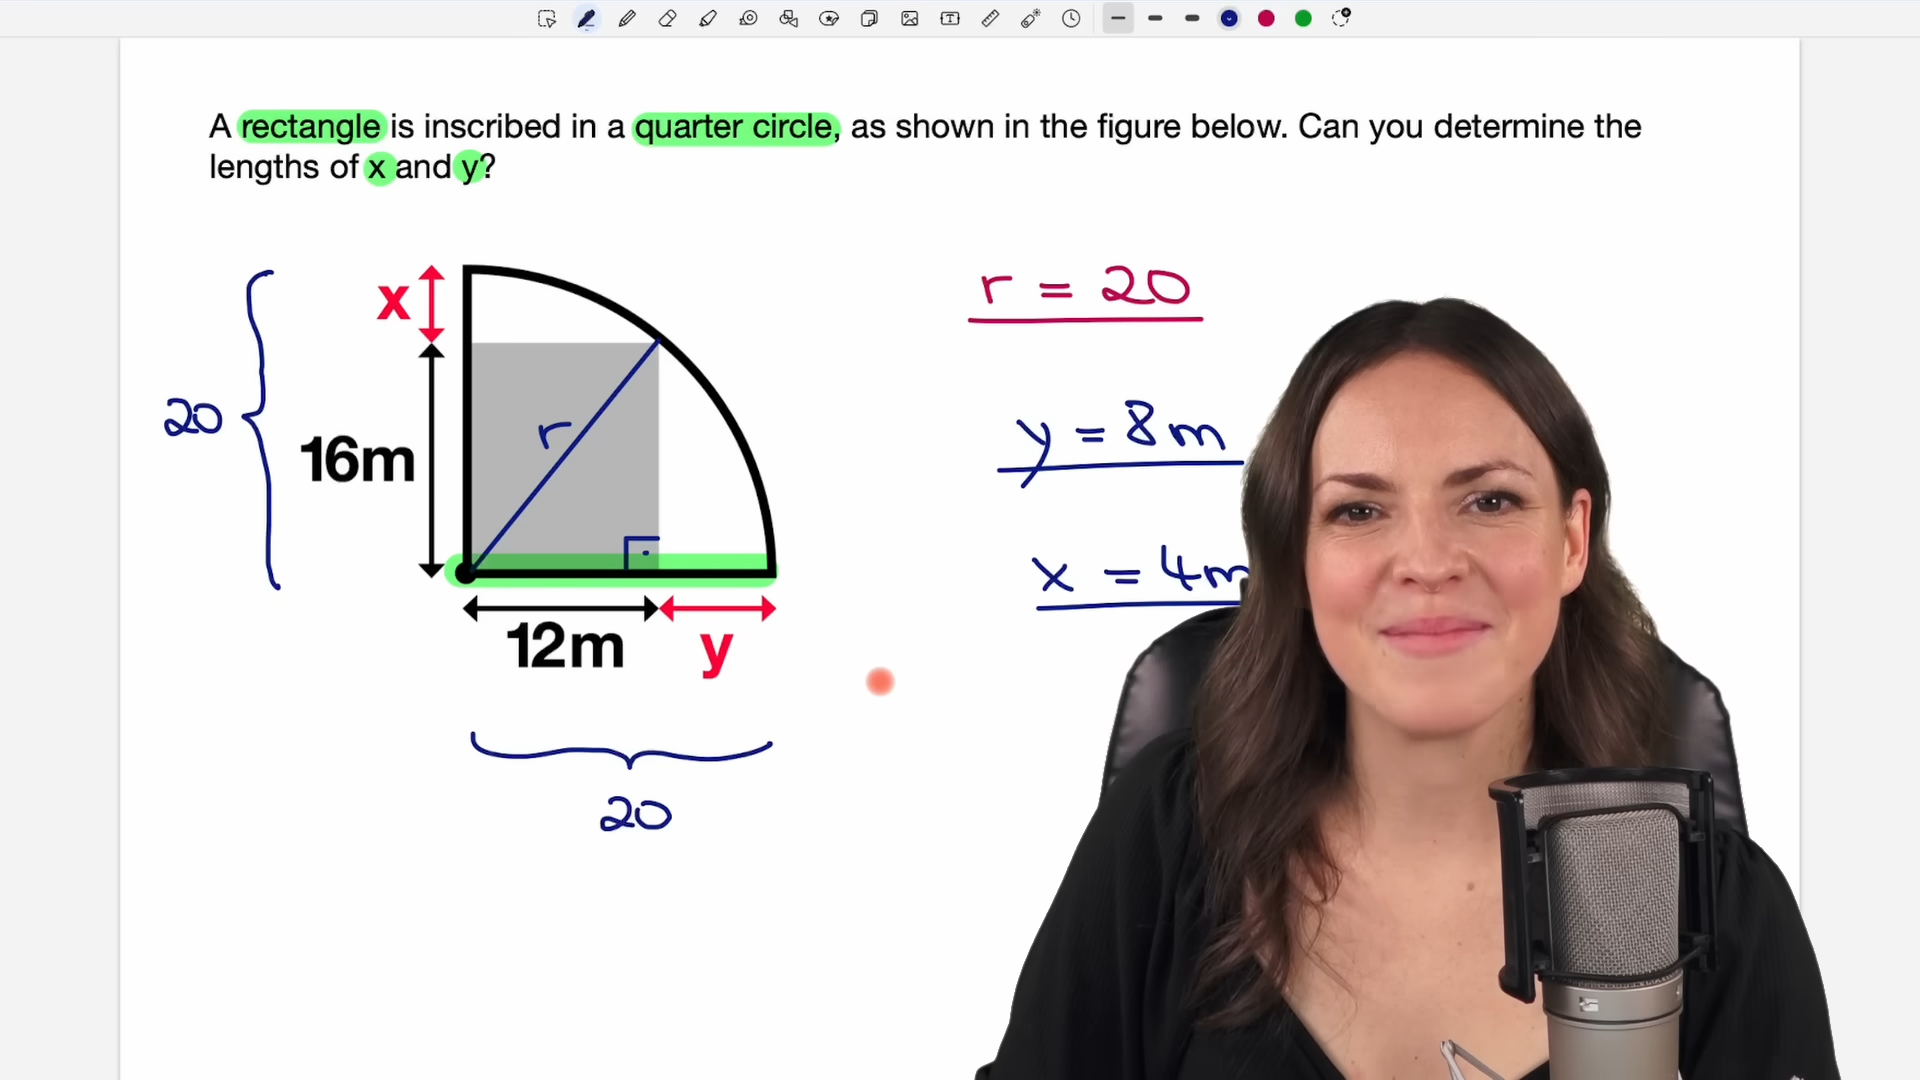 A rectangle is inscribed in a quarter circle, as shown in the figure below. Can you determine the
lengths of x and y?
r = 20
x
20
r
y = 8m
16m
x = 4m
12m
y
20